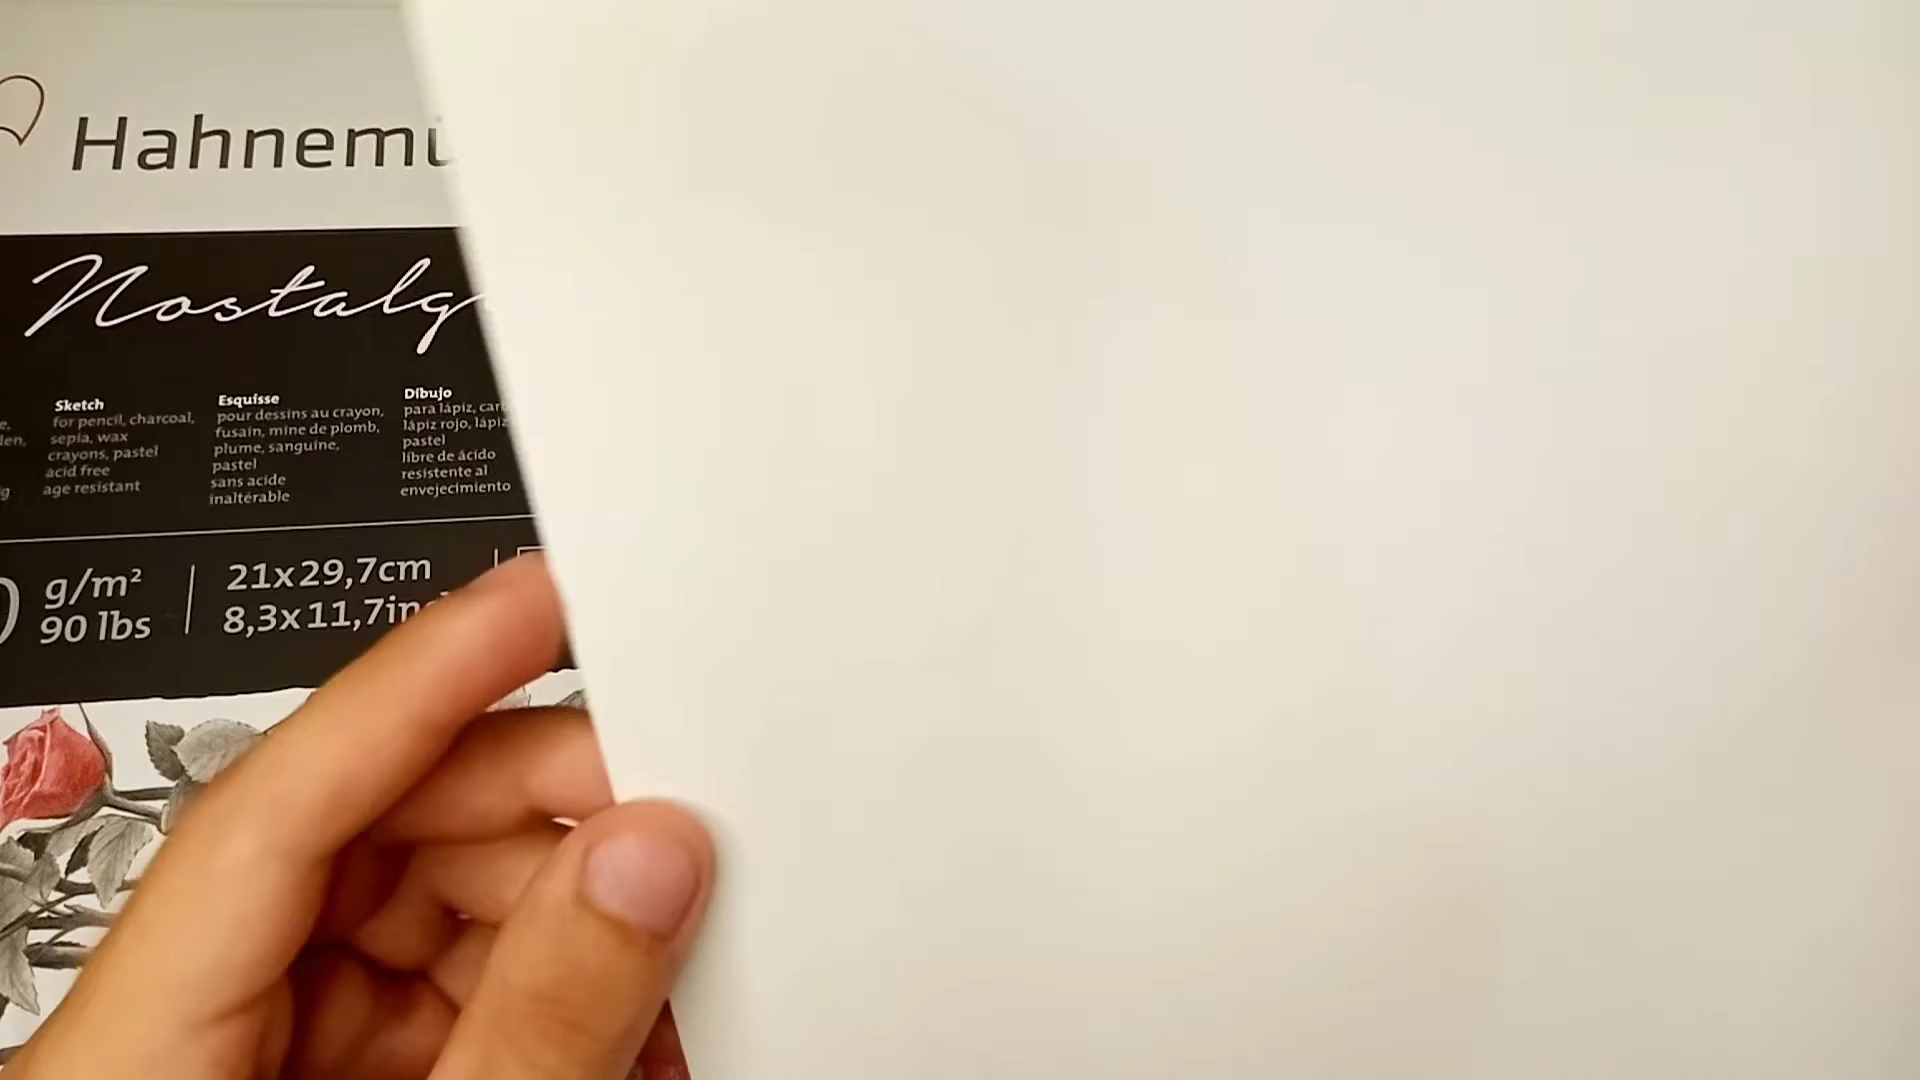 Hahnemü
Nostalg
Sketch
for pencil, charcoal,
sepia, wax
crayons, pastel
acid free
age resistant
Esquisse
pour dessins au crayon,
fusain, mine de plomb,
plume, sanguine,
pastel
sans acide
inaltérable
Dibujo
para lápiz, car
lápiz rojo, lápiz
pastel
libre de ácido
resistente al
envejecimiento
g/m²
90 lbs
21x29,7cm
8,3x11,7in